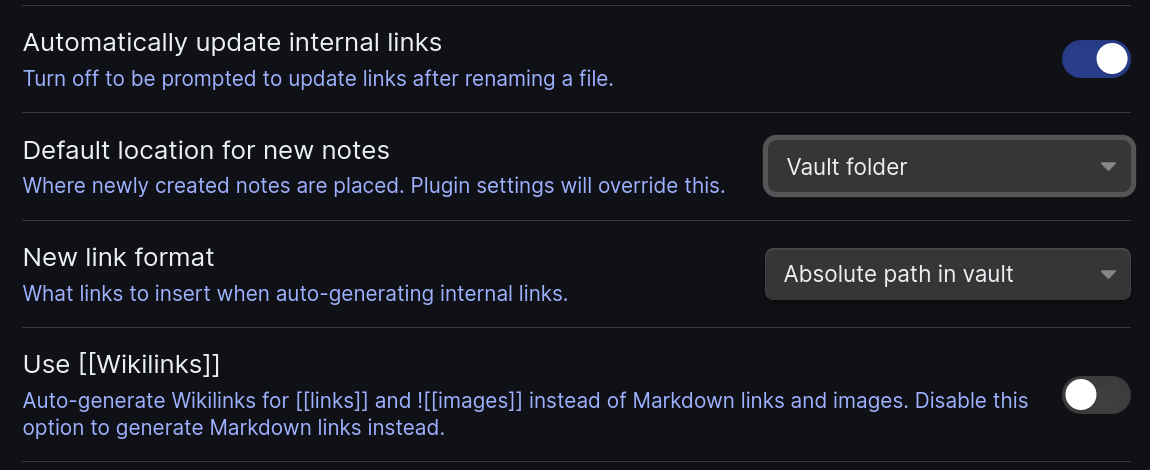 Automatically update internal links
Turn off to be prompted to update links after renaming a file.
Default location for new notes
Where newly created notes are placed. Plugin settings will override this.
Vault folder
New link format
What links to insert when auto-generating internal links.
Absolute path in vault
Use [[Wikilinks]]
Auto-generate Wikilinks for [[links]] and ![[images]] instead of Markdown links and images. Disable this
option to generate Markdown links instead.